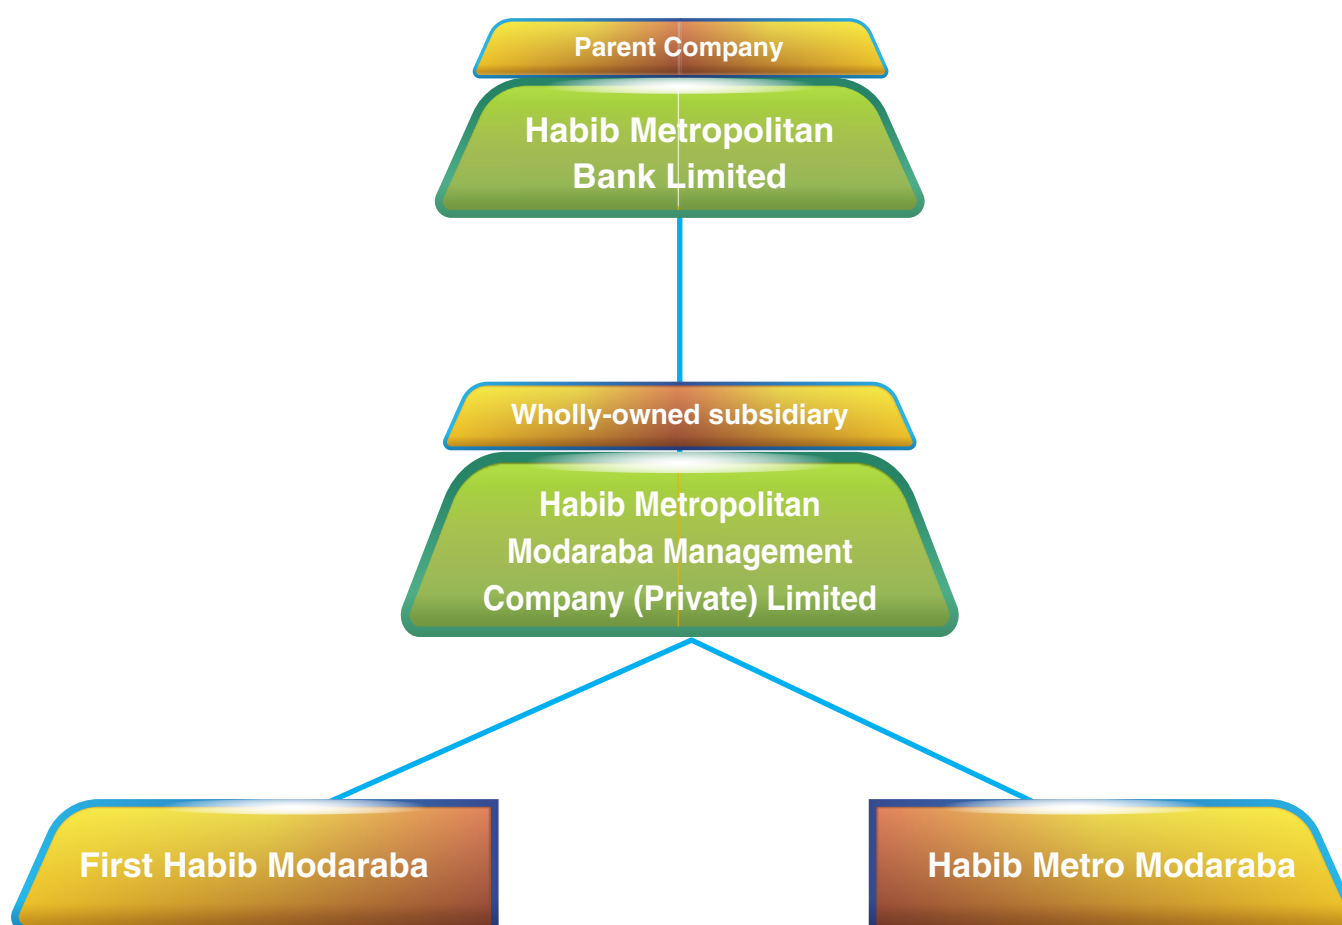 Parent Company
Habib Metropolitan
Bank Limited
Wholly-owned subsidiary
Habib Metropolitan
Modaraba Management
Company (Private) Limited
First Habib Modaraba
Habib Metro Modaraba